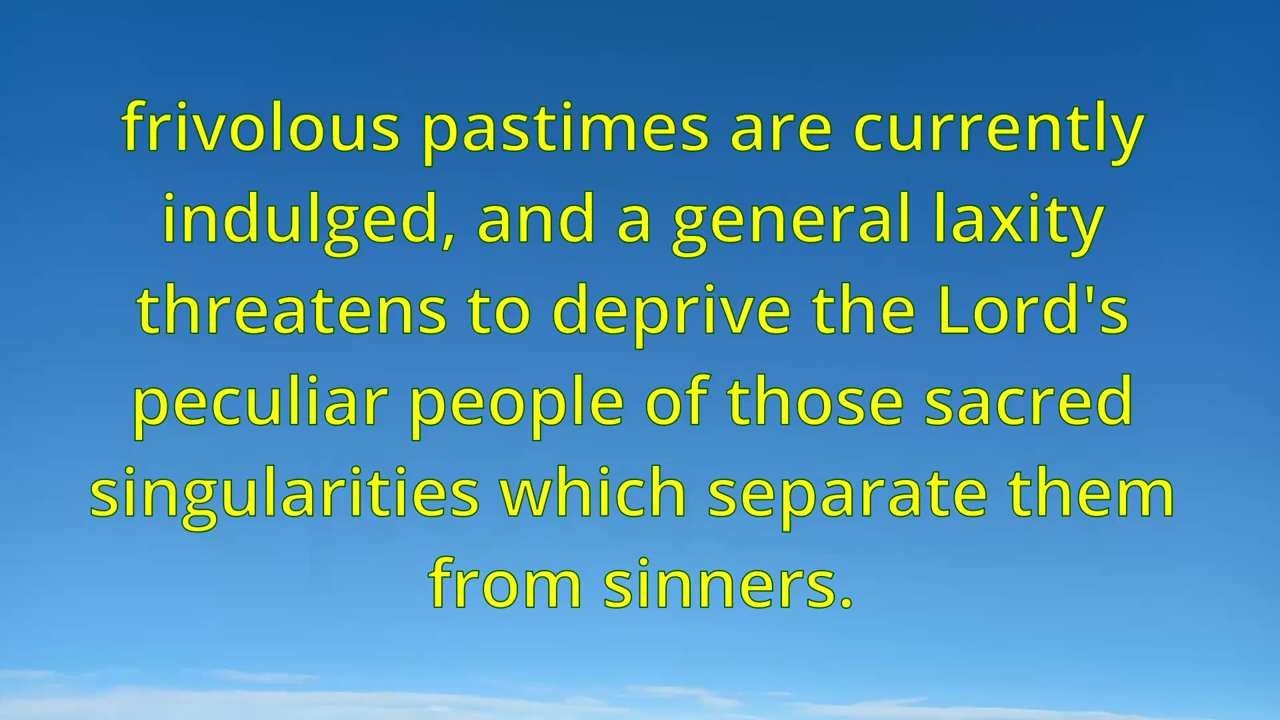 frivolous pastimes are currently
indulged, and a general laxity
threatens to deprive the Lord's
peculiar people of those sacred
singularities which separate them
from sinners.